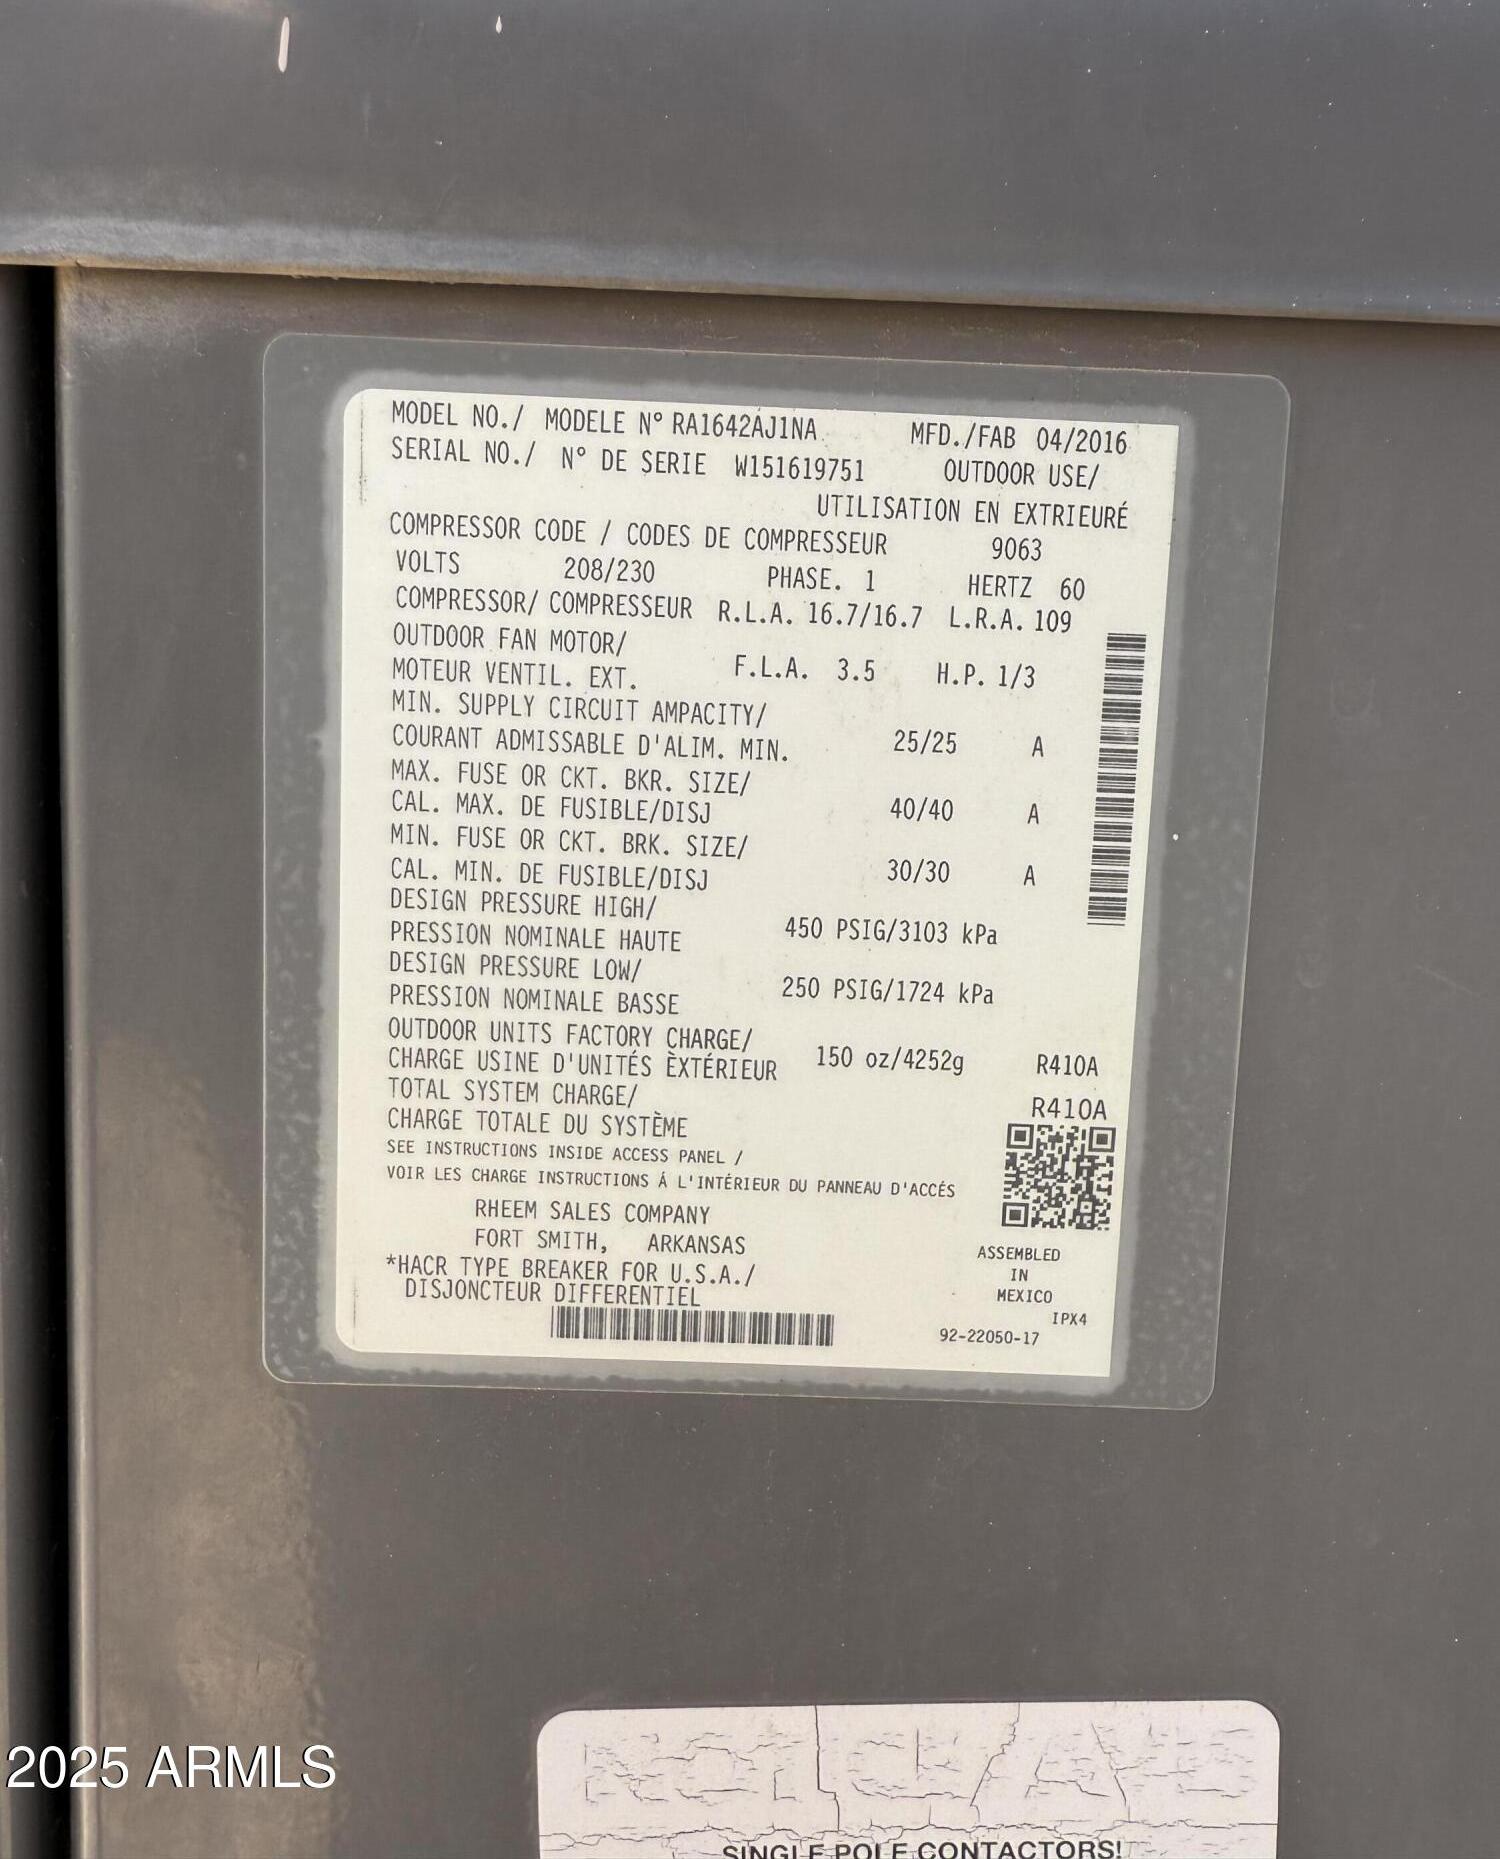 MODEL NO./ MODELE N° RA1642AJ1NA MFD./FAB 04/2016
SERIAL NO./ N° DE SERIE W151619751 OUTDOOR USE/
UTILISATION EN EXTRIEURÉ
COMPRESSOR CODE / CODES DE COMPRESSEUR 9063
VOLTS 208/230 PHASE. 1 HERTZ 60
COMPRESSOR/ COMPRESSEUR R.L.A. 16.7/16.7 L.R.A. 109
OUTDOOR FAN MOTOR/
MOTEUR VENTIL. EXT. F.L.A. 3.5 H.P. 1/3
MIN. SUPPLY CIRCUIT AMPACITY/
COURANT ADMISSABLE D'ALIM. MIN. 25/25 A
MAX. FUSE OR CKT. BKR. SIZE/
CAL. MAX. DE FUSIBLE/DISJ 40/40 A
MIN. FUSE OR CKT. BRK. SIZE/
CAL. MIN. DE FUSIBLE/DISJ 30/30 A
DESIGN PRESSURE HIGH/
PRESSION NOMINALE HAUTE 450 PSIG/3103 kPa
DESIGN PRESSURE LOW/
PRESSION NOMINALE BASSE 250 PSIG/1724 kPa
OUTDOOR UNITS FACTORY CHARGE/
CHARGE USINE D'UNITÉS ÈXTÉRIEUR 150 oz/4252g R410A
TOTAL SYSTEM CHARGE/
CHARGE TOTALE DU SYSTÈME R410A
SEE INSTRUCTIONS INSIDE ACCESS PANEL /
VOIR LES CHARGE INSTRUCTIONS Á L'INTÉRIEUR DU PANNEAU D'ACCÉS
RHEEM SALES COMPANY
FORT SMITH, ARKANSAS
*HACR TYPE BREAKER FOR U.S.A./
DISJONCTEUR DIFFERENTIEL
ASSEMBLED
IN
MEXICO
IPX4
92-22050-17
2025 ARMLS
SINGLE POLE CONTACTORS!